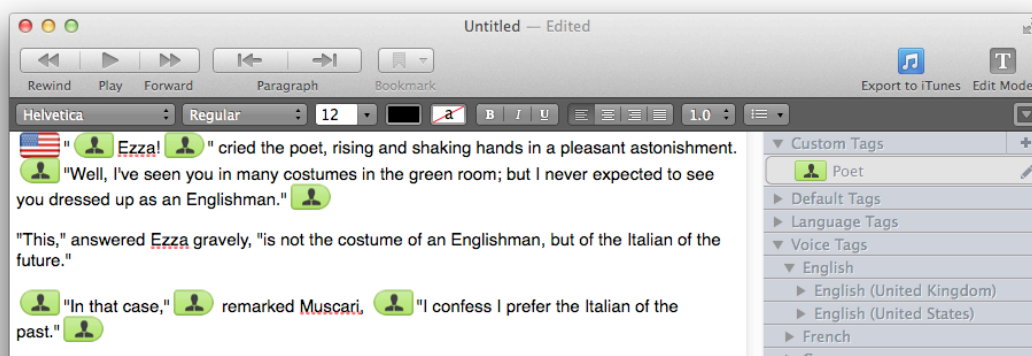 Untitled — Edited
Rewind Play Forward Paragraph Bookmark Export to iTunes Edit Mode
Helvetica Regular 12 a B I U 1.0
" Ezza! " cried the poet, rising and shaking hands in a pleasant astonishment.
"Well, I've seen you in many costumes in the green room; but I never expected to see
you dressed up as an Englishman."
"This," answered Ezza gravely, "is not the costume of an Englishman, but of the Italian of the
future."
"In that case," remarked Muscari, "I confess I prefer the Italian of the
past."
Custom Tags
Poet
Default Tags
Language Tags
Voice Tags
English
English (United Kingdom)
English (United States)
French